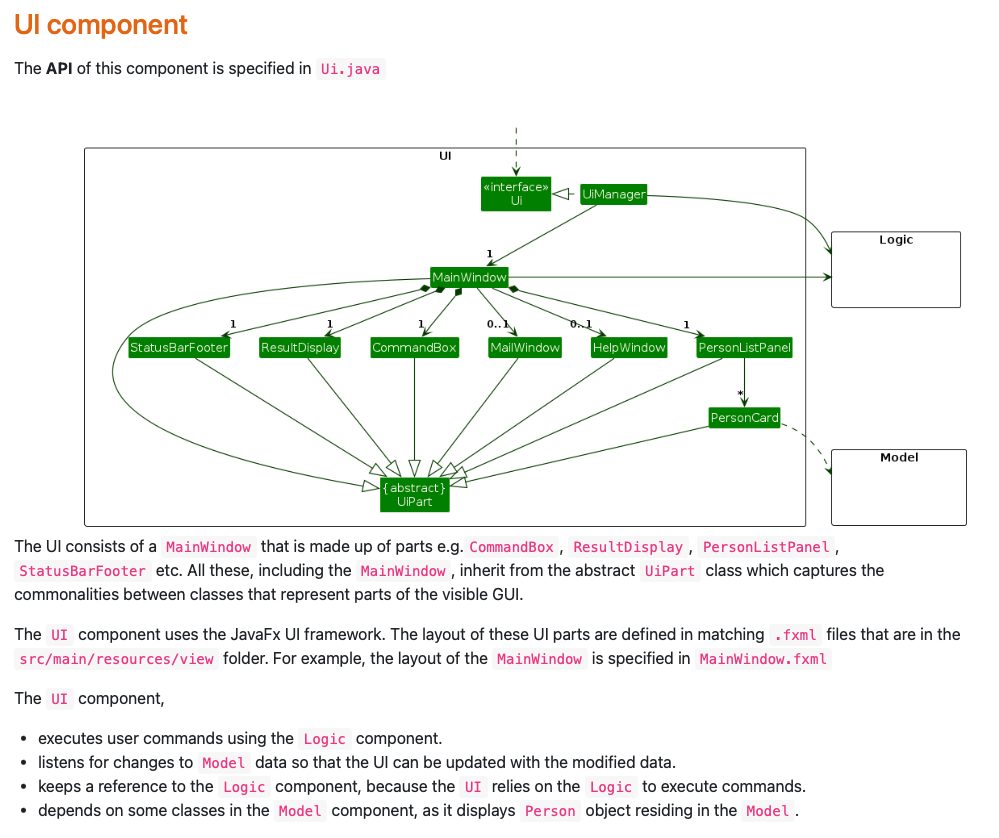 UI component
The API of this component is specified in Ui.java
UI
«interface»
Ui
UiManager
Logic
1
MainWindow
1
1
1
0..1
0..1
1
StatusBarFooter
ResultDisplay
CommandBox
MailWindow
HelpWindow
PersonListPanel
*
PersonCard
Model
{abstract}
UiPart
The UI consists of a MainWindow that is made up of parts e.g. CommandBox , ResultDisplay , PersonListPanel ,
StatusBarFooter etc. All these, including the MainWindow , inherit from the abstract UiPart class which captures the
commonalities between classes that represent parts of the visible GUI.
The UI component uses the JavaFx UI framework. The layout of these UI parts are defined in matching .fxml files that are in the
src/main/resources/view folder. For example, the layout of the MainWindow is specified in MainWindow.fxml
The UI component,
• executes user commands using the Logic component.
• listens for changes to Model data so that the UI can be updated with the modified data.
• keeps a reference to the Logic component, because the UI relies on the Logic to execute commands.
• depends on some classes in the Model component, as it displays Person object residing in the Model .